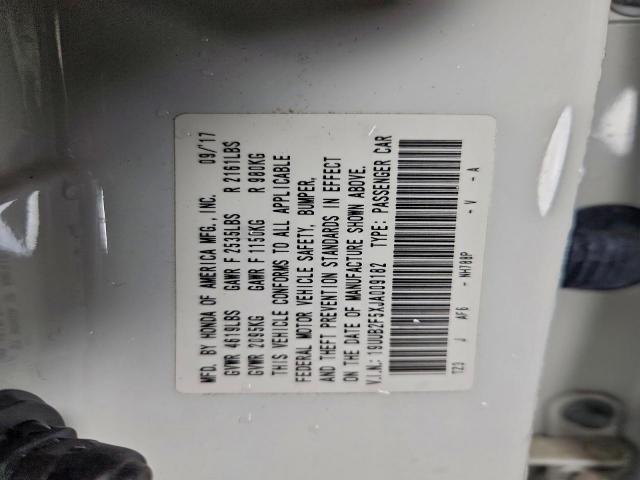 MFD. BY HONDA OF AMERICA MFG., INC. 09/17
GVWR 4619LBS GAWR F 2535LBS R 2161LBS
GVWR 2095KG GAWR F 1150KG R 980KG
THIS VEHICLE CONFORMS TO ALL APPLICABLE
FEDERAL MOTOR VEHICLE SAFETY, BUMPER,
AND THEFT PREVENTION STANDARDS IN EFFECT
ON THE DATE OF MANUFACTURE SHOWN ABOVE.
V.I.N.: 19UUB2F5XJA009182 TYPE: PASSENGER CAR
TZ3 J AF6 - NH788P - V - A